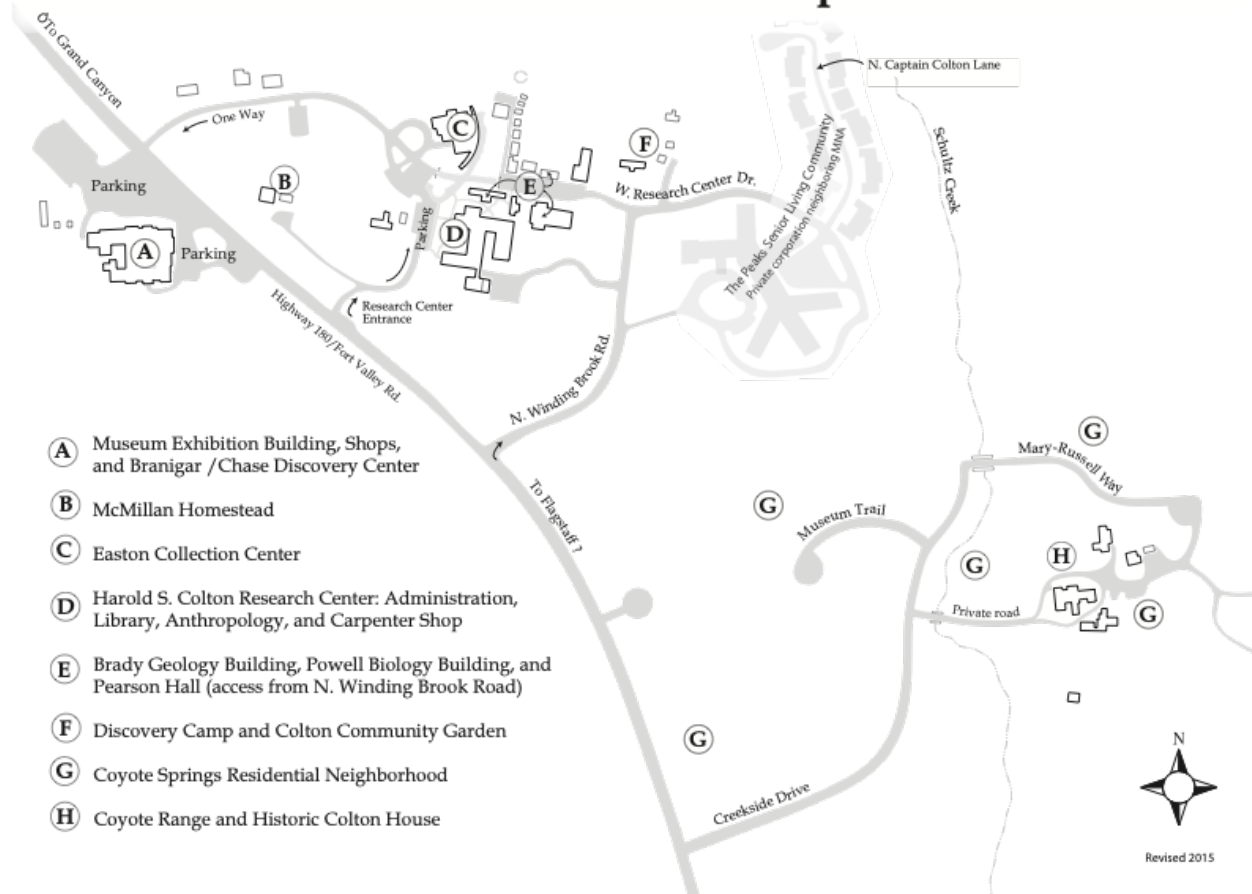 ÔTo Grand Canyon
One Way
Parking
A
Parking
B
C
E
D
Parking
F
W. Research Center Dr.
N. Captain Colton Lane
The Peaks Senior Living Community
Private corporation neighboring MNA
Schultz Creek
Research Center
Entrance
Highway 180/Fort Valley Rd.
N. Winding Brook Rd.
To Flagstaff ?
G
Mary-Russell Way
G
Museum Trail
G
H
Private road
G
G
Creekside Drive
A Museum Exhibition Building, Shops,
and Branigar /Chase Discovery Center
B McMillan Homestead
C Easton Collection Center
D Harold S. Colton Research Center: Administration,
Library, Anthropology, and Carpenter Shop
E Brady Geology Building, Powell Biology Building, and
Pearson Hall (access from N. Winding Brook Road)
F Discovery Camp and Colton Community Garden
G Coyote Springs Residential Neighborhood
H Coyote Range and Historic Colton House
N
Revised 2015